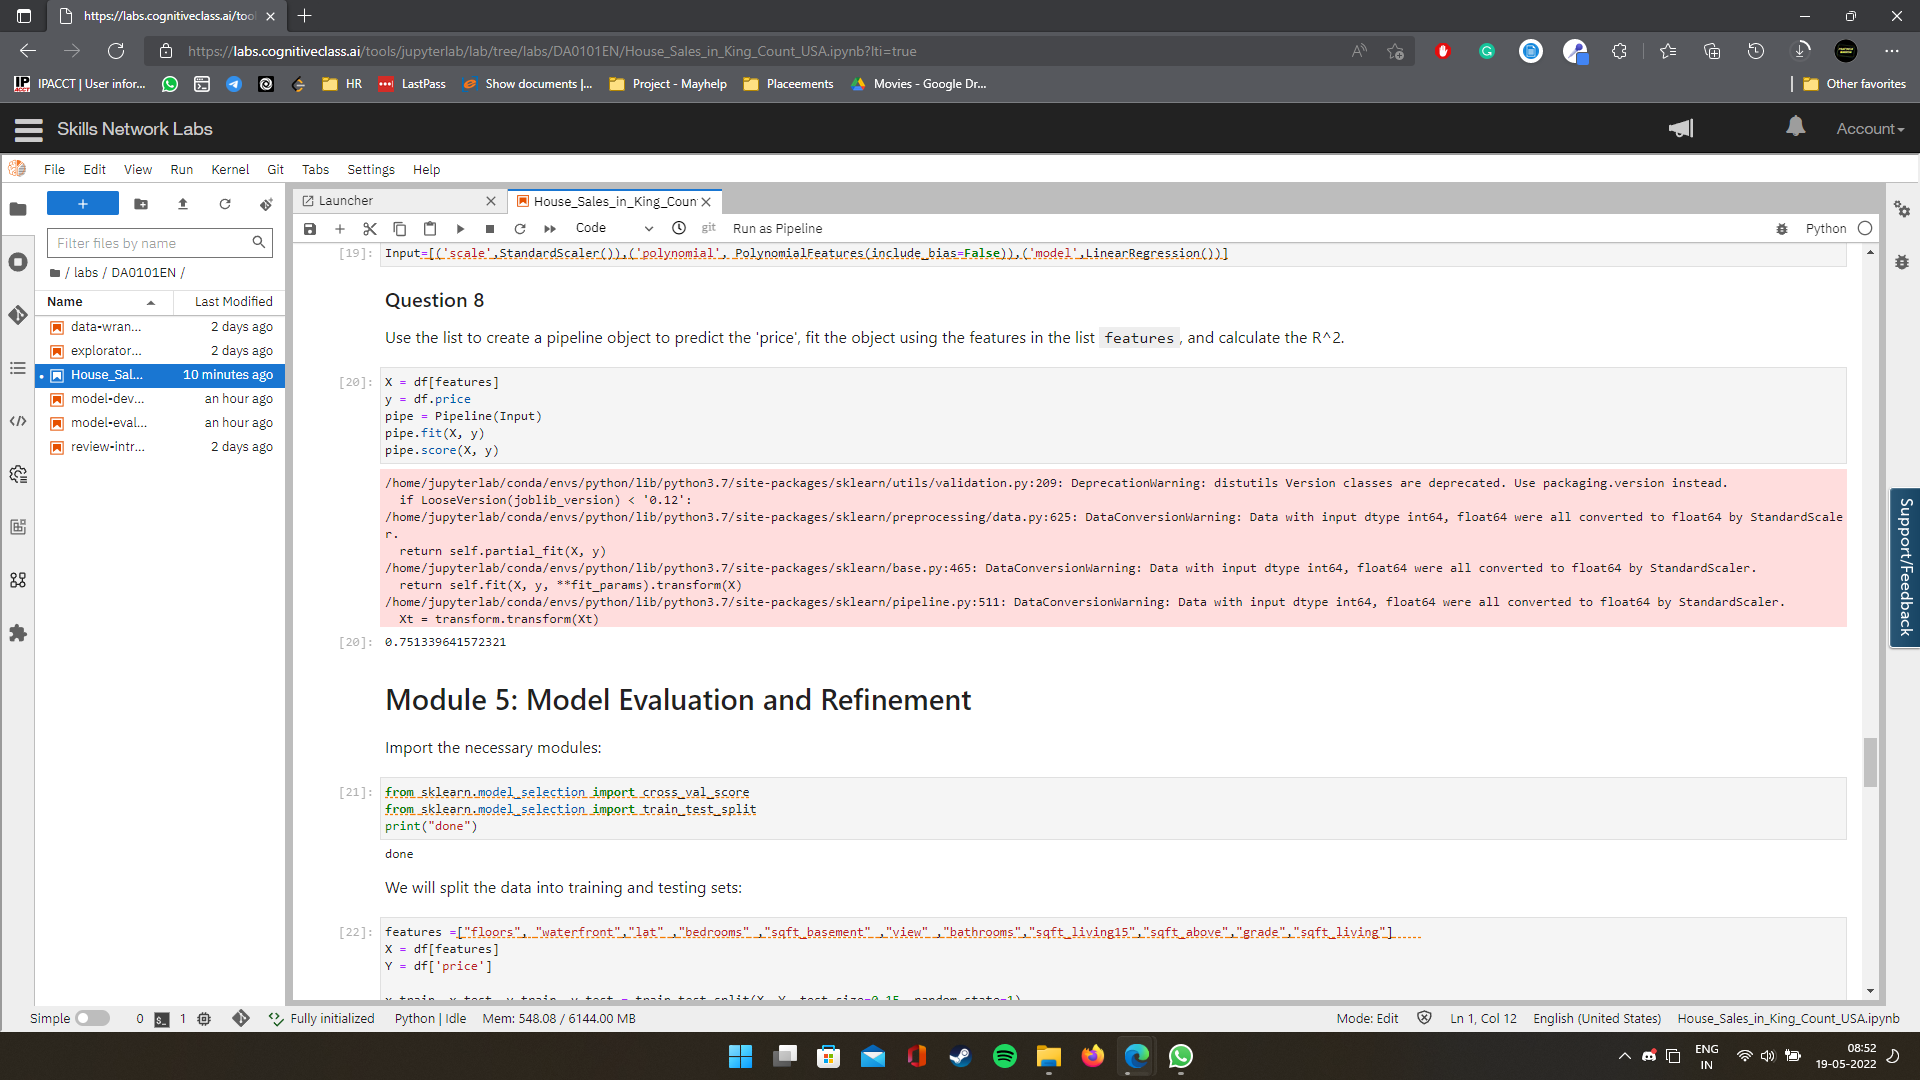 https://labs.cognitiveclass.ai/tool
https://labs.cognitiveclass.ai/tools/jupyterlab/lab/tree/labs/DA0101EN/House_Sales_in_King_Count_USA.ipynb?lti=true
IPACCT | User infor... HR LastPass Show documents |... Project - Mayhelp Placeements Movies - Google Dr... Other favorites
Skills Network Labs Account
File Edit View Run Kernel Git Tabs Settings Help
Launcher House_Sales_in_King_Coun
Code git Run as Pipeline Python
Filter files by name
/ labs / DA0101EN /
Name Last Modified
data-wran... 2 days ago
explorator... 2 days ago
House_Sal... 10 minutes ago
model-dev... an hour ago
model-eval... an hour ago
review-intr... 2 days ago
[19]: Input=[('scale',StandardScaler()),('polynomial', PolynomialFeatures(include_bias=False)),('model',LinearRegression())]
Question 8
Use the list to create a pipeline object to predict the 'price', fit the object using the features in the list features , and calculate the R^2.
[20]: X = df[features]
y = df.price
pipe = Pipeline(Input)
pipe.fit(X, y)
pipe.score(X, y)
/home/jupyterlab/conda/envs/python/lib/python3.7/site-packages/sklearn/utils/validation.py:209: DeprecationWarning: distutils Version classes are deprecated. Use packaging.version instead.
if LooseVersion(joblib_version) < '0.12':
/home/jupyterlab/conda/envs/python/lib/python3.7/site-packages/sklearn/preprocessing/data.py:625: DataConversionWarning: Data with input dtype int64, float64 were all converted to float64 by StandardScale
r.
return self.partial_fit(X, y)
/home/jupyterlab/conda/envs/python/lib/python3.7/site-packages/sklearn/base.py:465: DataConversionWarning: Data with input dtype int64, float64 were all converted to float64 by StandardScaler.
return self.fit(X, y, **fit_params).transform(X)
/home/jupyterlab/conda/envs/python/lib/python3.7/site-packages/sklearn/pipeline.py:511: DataConversionWarning: Data with input dtype int64, float64 were all converted to float64 by StandardScaler.
Xt = transform.transform(Xt)
[20]: 0.751339641572321
Module 5: Model Evaluation and Refinement
Import the necessary modules:
[21]: from sklearn.model_selection import cross_val_score
from sklearn.model_selection import train_test_split
print("done")
done
We will split the data into training and testing sets:
[22]: features =["floors", "waterfront","lat" ,"bedrooms" ,"sqft_basement" ,"view" ,"bathrooms","sqft_living15","sqft_above","grade","sqft_living"]
X = df[features]
Y = df['price']
x_train, x_test, y_train, y_test = train_test_split(X, Y, test_size=0.15, random_state=1)
Support/Feedback
Simple 0 1 Fully initialized Python | Idle Mem: 548.08 / 6144.00 MB Mode: Edit Ln 1, Col 12 English (United States) House_Sales_in_King_Count_USA.ipynb
ENG
IN
08:52
19-05-2022